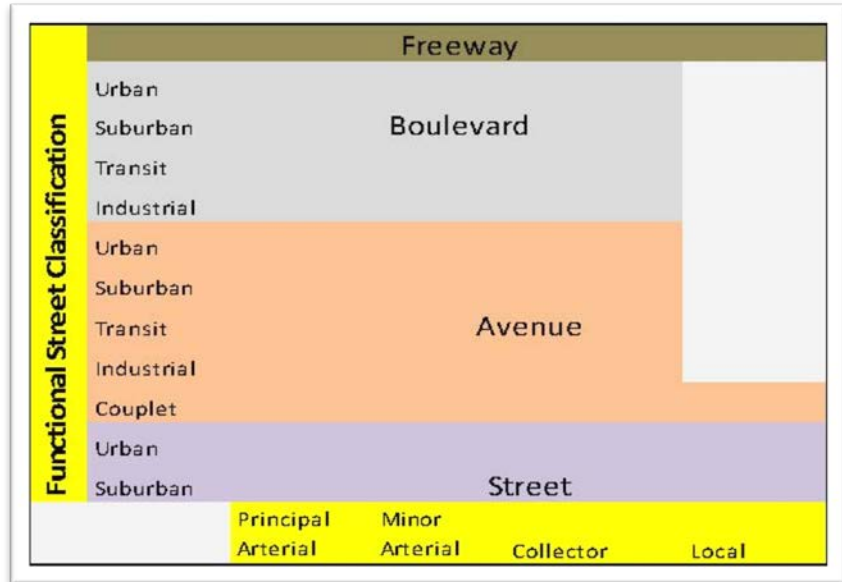 Functional Street Classification
Freeway
Urban
Suburban
Boulevard
Transit
Industrial
Urban
Suburban
Transit
Avenue
Industrial
Couplet
Urban
Suburban
Street
Principal Arterial
Minor Arterial
Collector
Local